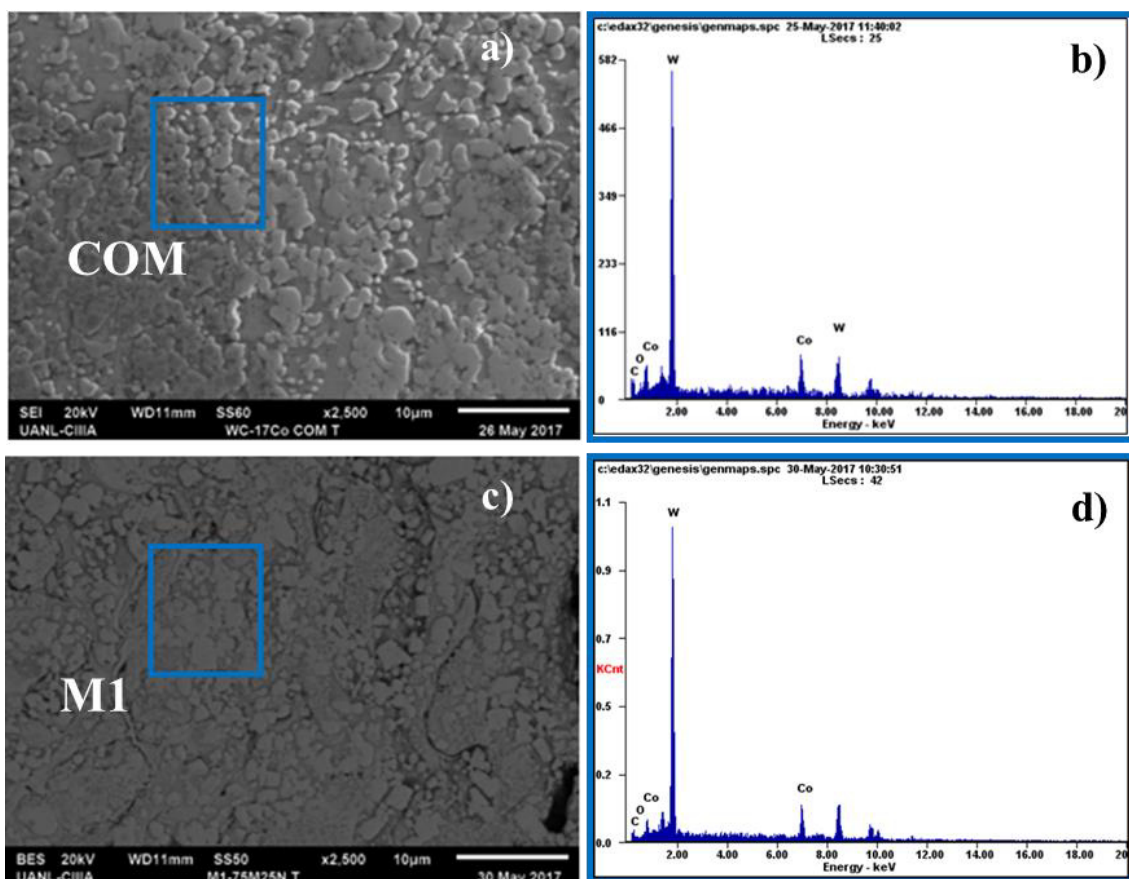 a)
COM
SEI 20kV WD11mm SS60 x2,500 10µm
UANL-CIIIA WC-17Co COM T 26 May 2017
c:\edax32\genesis\genmaps.spc 25-May-2017 11:40:02
LSecs : 25
b)
582
W
466
349
233
116
0
C
O
Co
Co
W
2.00 4.00 6.00 8.00 10.00 12.00 14.00 16.00 18.00 20
Energy - keV
c)
M1
BES 20kV WD11mm SS50 x2,500 10µm
UANL-CIIIA M1-75M25N T 30 May 2017
c:\edax32\genesis\genmaps.spc 30-May-2017 10:30:51
LSecs : 42
d)
1.1
W
0.9
0.7
KCnt
0.5
0.2
0.0
C
O
Co
Co
2.00 4.00 6.00 8.00 10.00 12.00 14.00 16.00 18.00 20
Energy - keV